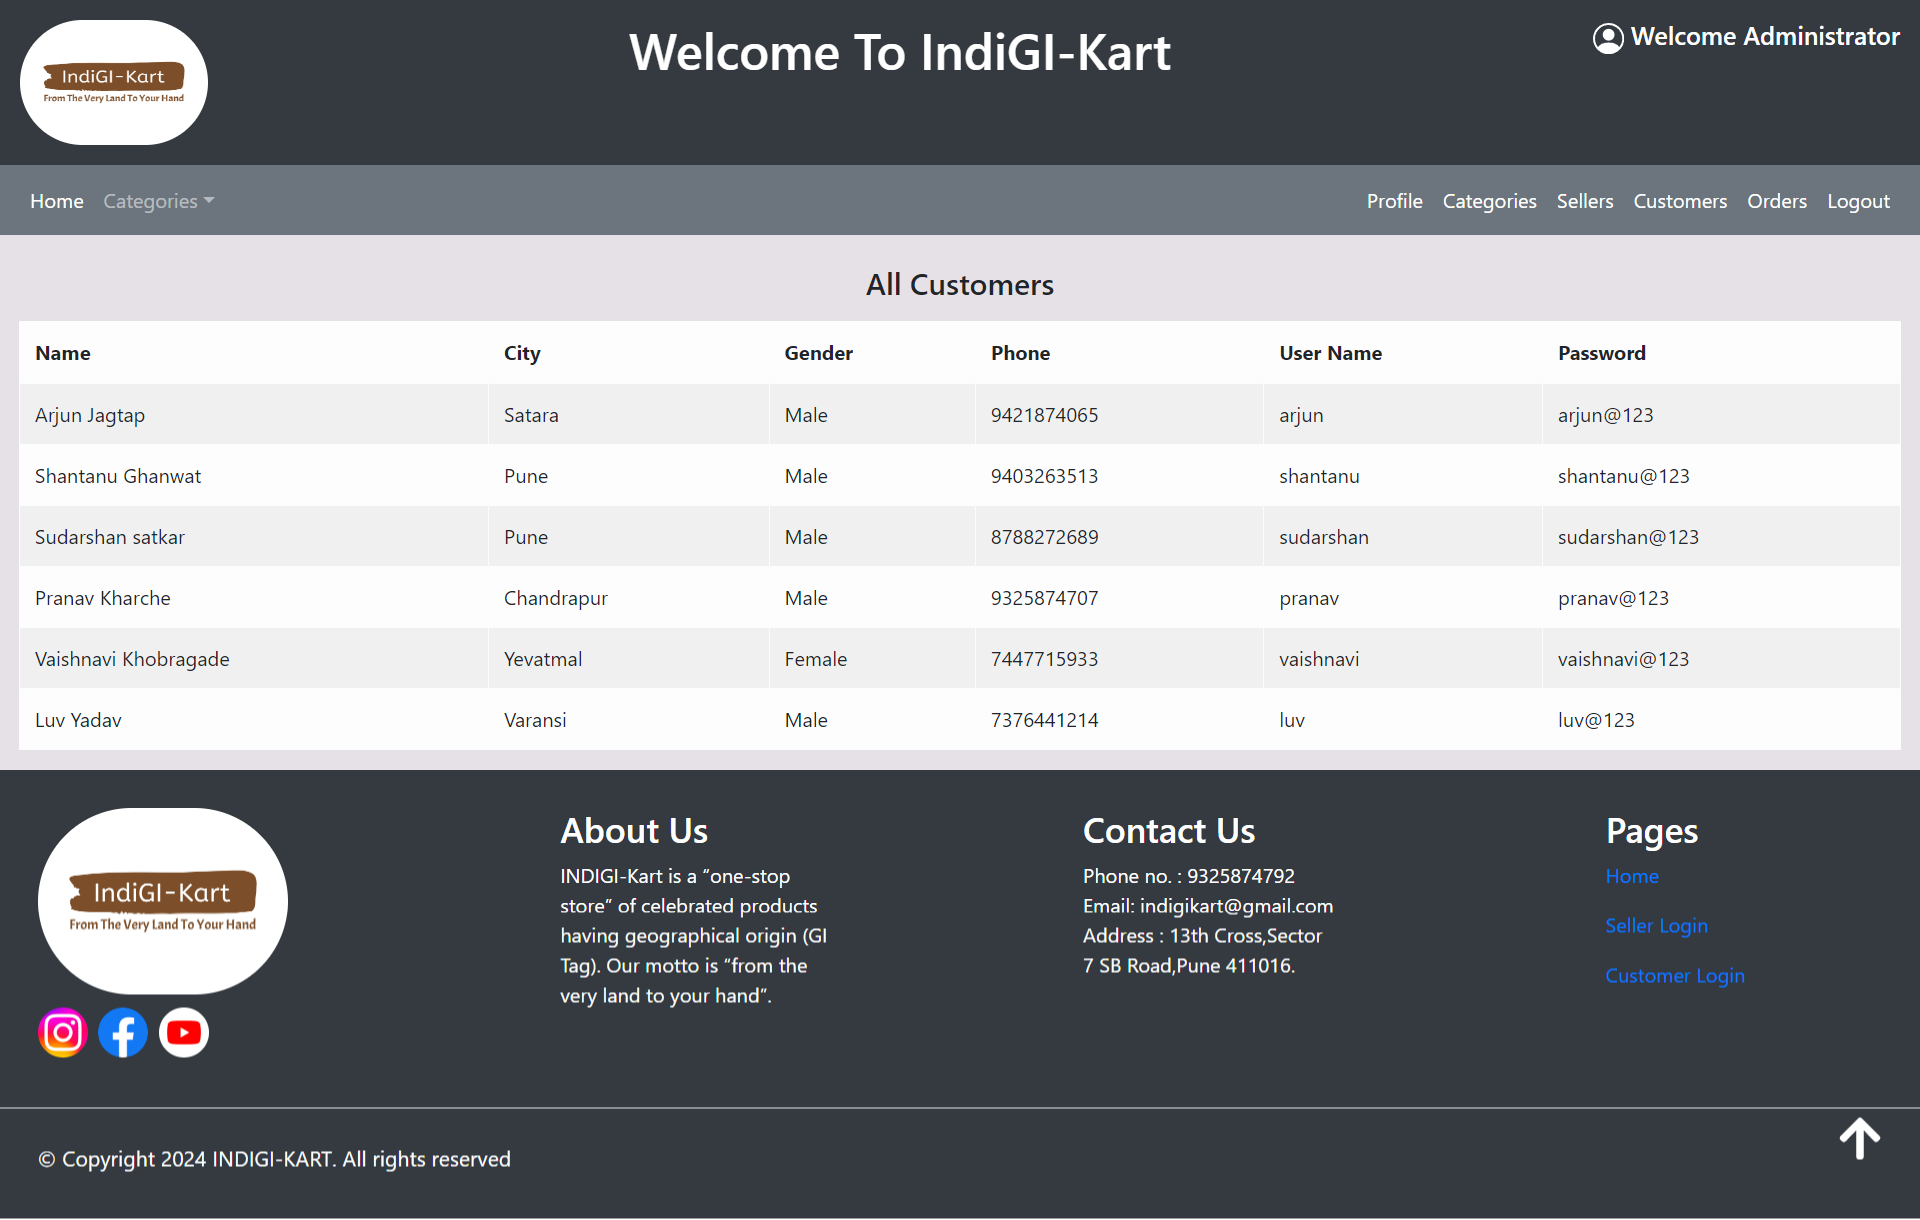 IndiGI-Kart
From The Very Land To Your Hand
Welcome To IndiGI-Kart
Welcome Administrator
Home Categories
Profile Categories Sellers Customers Orders Logout
All Customers
Name City Gender Phone User Name Password
Arjun Jagtap Satara Male 9421874065 arjun arjun@123
Shantanu Ghanwat Pune Male 9403263513 shantanu shantanu@123
Sudarshan satkar Pune Male 8788272689 sudarshan sudarshan@123
Pranav Kharche Chandrapur Male 9325874707 pranav pranav@123
Vaishnavi Khobragade Yevatmal Female 7447715933 vaishnavi vaishnavi@123
Luv Yadav Varansi Male 7376441214 luv luv@123
IndiGI-Kart
From The Very Land To Your Hand
About Us
INDIGI-Kart is a “one-stop
store” of celebrated products
having geographical origin (GI
Tag). Our motto is “from the
very land to your hand”.
Contact Us
Phone no. : 9325874792
Email: indigikart@gmail.com
Address : 13th Cross,Sector
7 SB Road,Pune 411016.
Pages
Home
Seller Login
Customer Login
© Copyright 2024 INDIGI-KART. All rights reserved